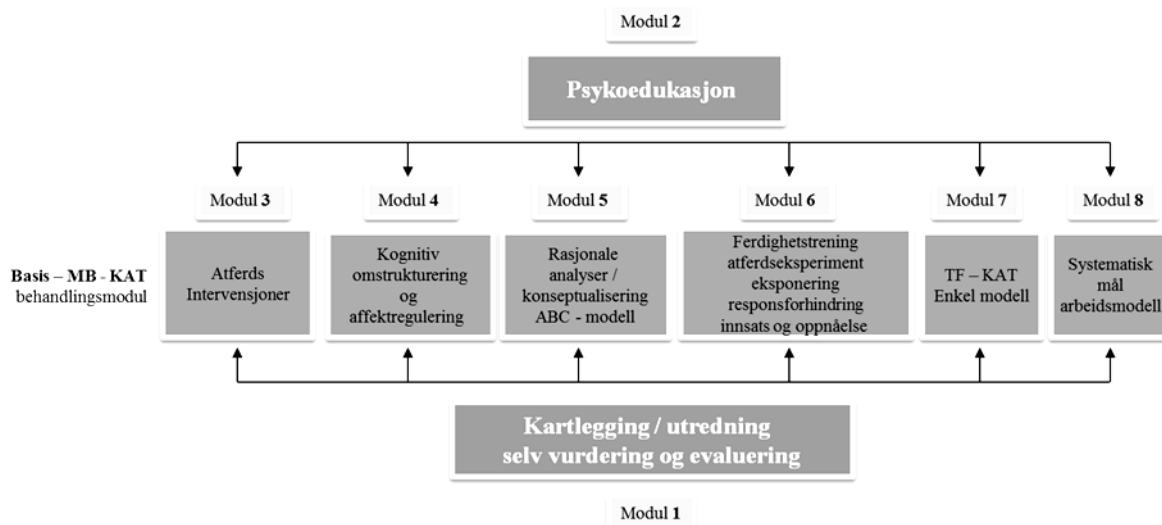 Modul 2
Psykoedukasjon
Modul 3
Modul 4
Modul 5
Modul 6
Modul 7
Modul 8
Basis – MB - KAT
behandlingsmodul
Atferds
Intervensjoner
Kognitiv
omstrukturering
og
affektregulering
Rasjonale
analyser /
konseptualisering
ABC - modell
Ferdighetstrening
atferdseksperiment
eksponering
responsforhindring
innsats og oppnåelse
TF – KAT
Enkel modell
Systematisk
mål
arbeidsmodell
Kartlegging / utredning
selv vurdering og evaluering
Modul 1